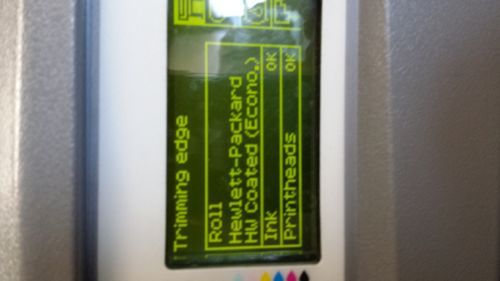 Trimming edge
Roll
Hewlett-Packard
HW Coated (Econo.)
Ink OK
Printheads OK